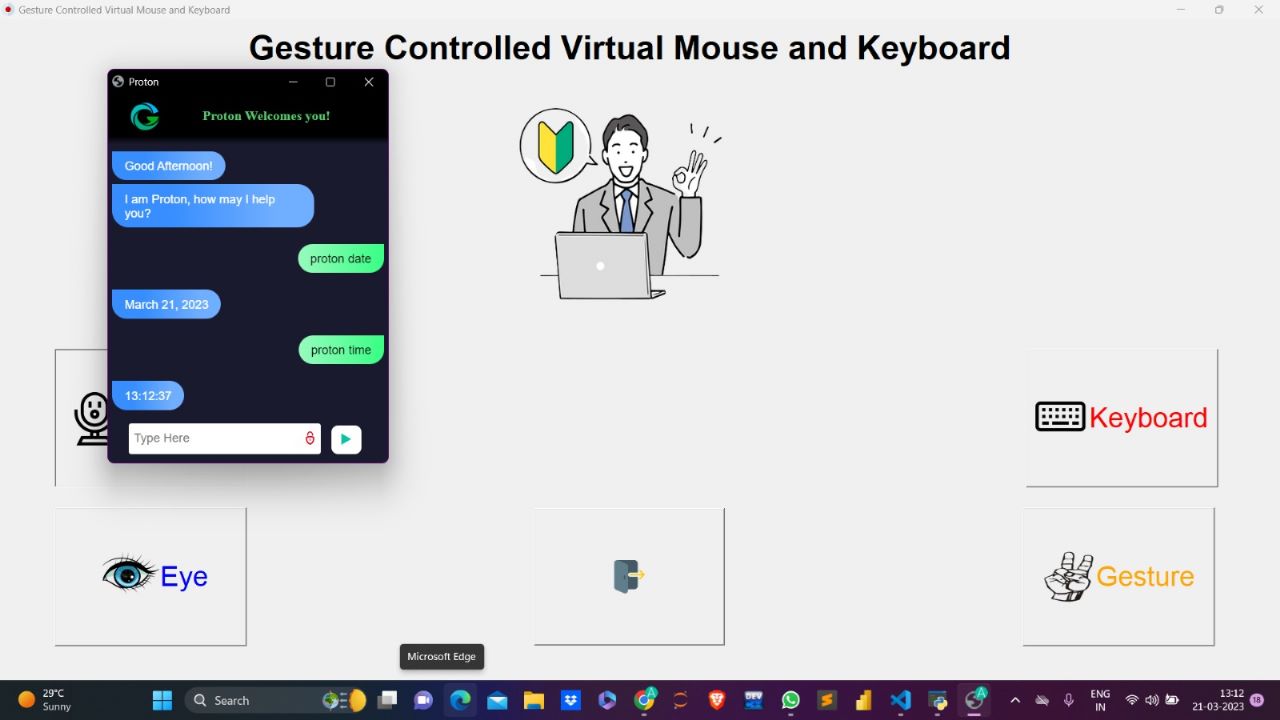 Gesture Controlled Virtual Mouse and Keyboard
Gesture Controlled Virtual Mouse and Keyboard
Proton
Proton Welcomes you!
Good Afternoon!
I am Proton, how may I help
you?
proton date
March 21, 2023
proton time
13:12:37
Type Here
Keyboard
Eye
Gesture
Microsoft Edge
29°C
Sunny
Search
DEV
ENG
IN
13:12
21-03-2023
18